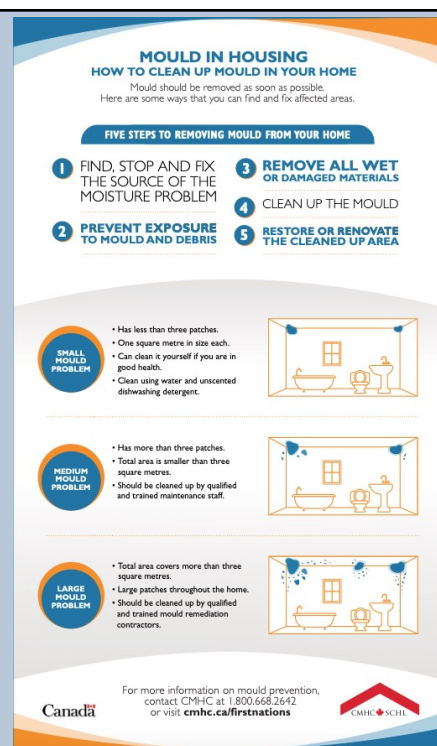 MOULD IN HOUSING
HOW TO CLEAN UP MOULD IN YOUR HOME
Mould should be removed as soon as possible.
Here are some ways that you can find and fix affected areas.
FIVE STEPS TO REMOVING MOULD FROM YOUR HOME
1 FIND, STOP AND FIX
THE SOURCE OF THE
MOISTURE PROBLEM
2 PREVENT EXPOSURE
TO MOULD AND DEBRIS
3 REMOVE ALL WET
OR DAMAGED MATERIALS
4 CLEAN UP THE MOULD
5 RESTORE OR RENOVATE
THE CLEANED UP AREA
SMALL
MOULD
PROBLEM
• Has less than three patches.
• One square metre in size each.
• Can clean it yourself if you are in
good health.
• Clean using water and unscented
dishwashing detergent.
MEDIUM
MOULD
PROBLEM
• Has more than three patches.
• Total area is smaller than three
square metres.
• Should be cleaned up by qualified
and trained maintenance staff.
LARGE
MOULD
PROBLEM
• Total area covers more than three
square metres.
• Large patches throughout the home.
• Should be cleaned up by qualified
and trained mould remediation
contractors.
Canada
For more information on mould prevention,
contact CMHC at 1.800.668.2642
or visit cmhc.ca/firstnations
CMHC SCHL